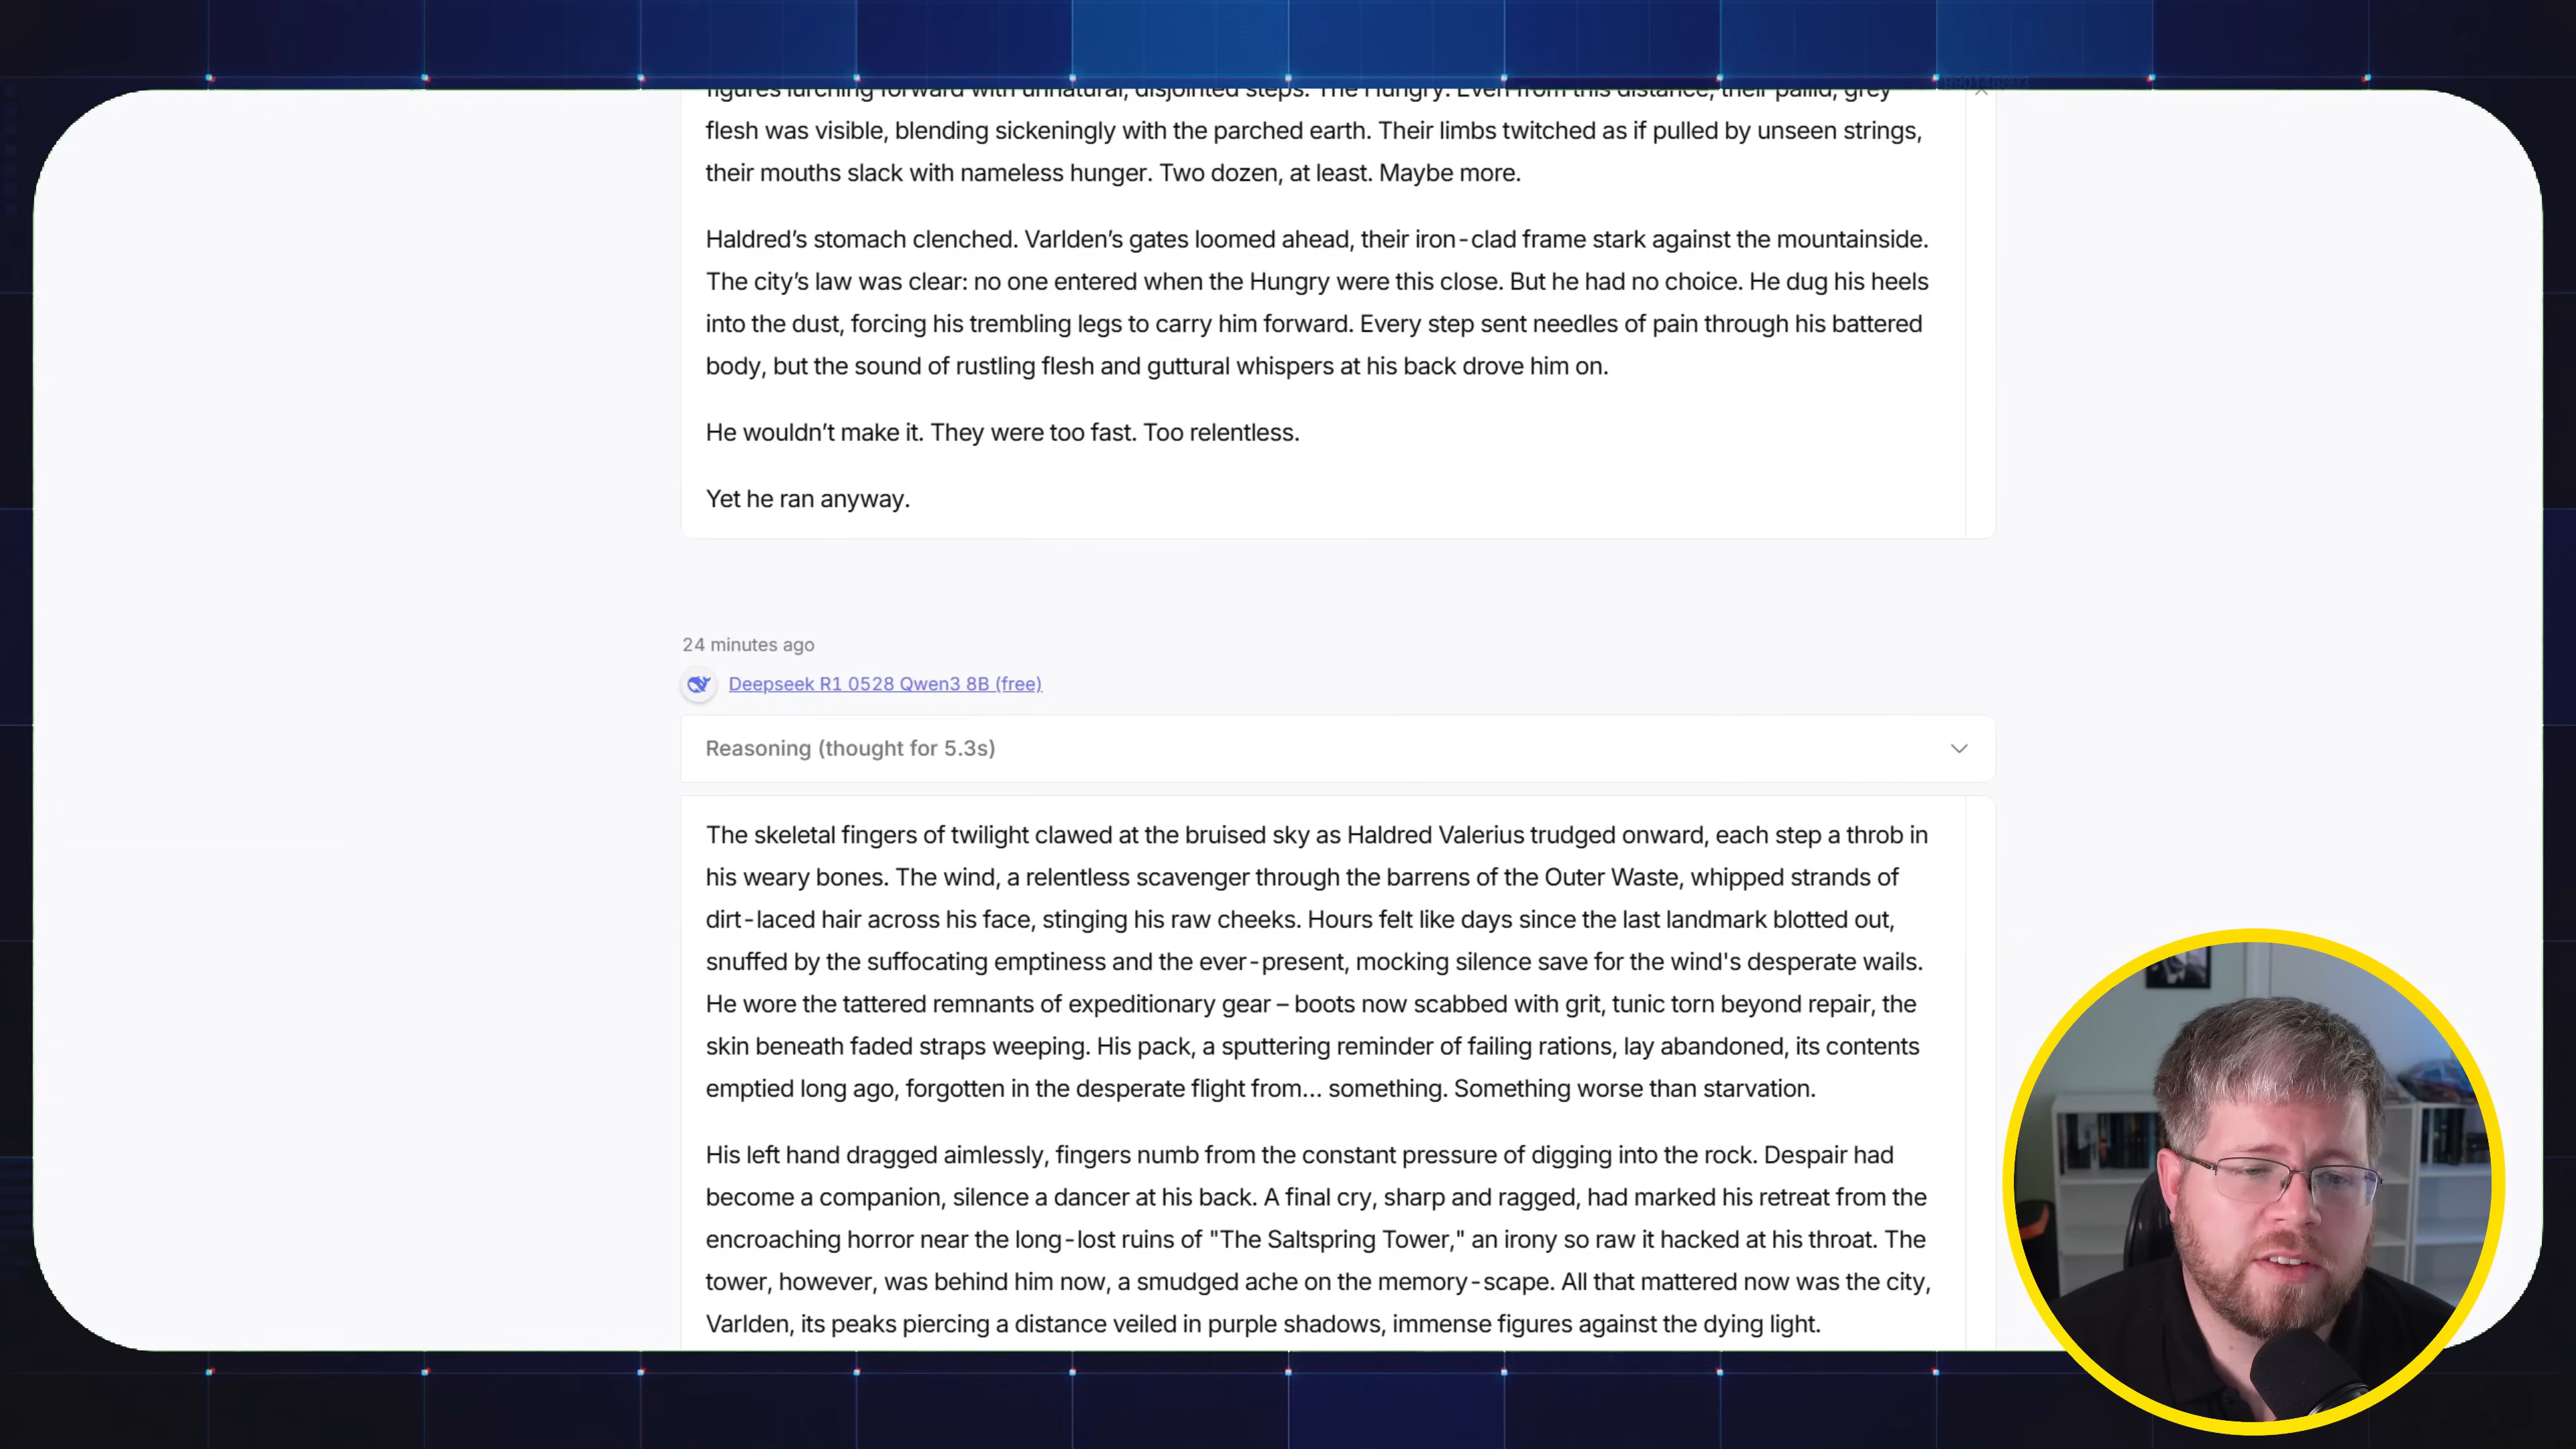 figures lurching forward with unnatural, disjointed steps. The Hungry. Even from this distance, their pallid, grey
flesh was visible, blending sickeningly with the parched earth. Their limbs twitched as if pulled by unseen strings,
their mouths slack with nameless hunger. Two dozen, at least. Maybe more.
Haldred’s stomach clenched. Varlden’s gates loomed ahead, their iron-clad frame stark against the mountainside.
The city’s law was clear: no one entered when the Hungry were this close. But he had no choice. He dug his heels
into the dust, forcing his trembling legs to carry him forward. Every step sent needles of pain through his battered
body, but the sound of rustling flesh and guttural whispers at his back drove him on.
He wouldn’t make it. They were too fast. Too relentless.
Yet he ran anyway.
24 minutes ago
Deepseek R1 0528 Qwen3 8B (free)
Reasoning (thought for 5.3s)
The skeletal fingers of twilight clawed at the bruised sky as Haldred Valerius trudged onward, each step a throb in
his weary bones. The wind, a relentless scavenger through the barrens of the Outer Waste, whipped strands of
dirt-laced hair across his face, stinging his raw cheeks. Hours felt like days since the last landmark blotted out,
snuffed by the suffocating emptiness and the ever-present, mocking silence save for the wind's desperate wails.
He wore the tattered remnants of expeditionary gear – boots now scabbed with grit, tunic torn beyond repair, the
skin beneath faded straps weeping. His pack, a sputtering reminder of failing rations, lay abandoned, its contents
emptied long ago, forgotten in the desperate flight from... something. Something worse than starvation.
His left hand dragged aimlessly, fingers numb from the constant pressure of digging into the rock. Despair had
become a companion, silence a dancer at his back. A final cry, sharp and ragged, had marked his retreat from the
encroaching horror near the long-lost ruins of "The Saltspring Tower," an irony so raw it hacked at his throat. The
tower, however, was behind him now, a smudged ache on the memory-scape. All that mattered now was the city,
Varlden, its peaks piercing a distance veiled in purple shadows, immense figures against the dying light.